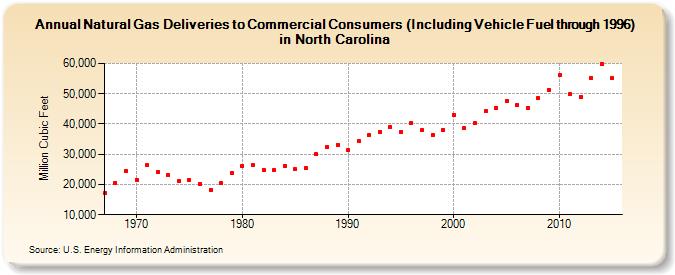 Annual Natural Gas Deliveries to Commercial Consumers (Including Vehicle Fuel through 1996)
in North Carolina
Million Cubic Feet
60,000
50,000
40,000
30,000
20,000
10,000
1970 1980 1990 2000 2010
Source: U.S. Energy Information Administration